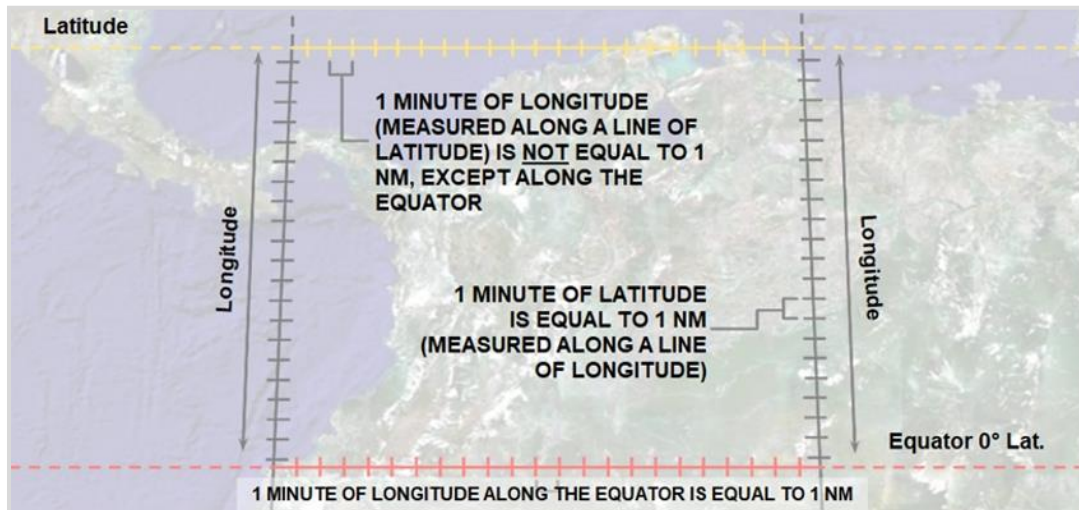 Latitude
1 MINUTE OF LONGITUDE
(MEASURED ALONG A LINE OF
LATITUDE) IS NOT EQUAL TO 1
NM, EXCEPT ALONG THE
EQUATOR
Longitude
Longitude
1 MINUTE OF LATITUDE
IS EQUAL TO 1 NM
(MEASURED ALONG A LINE
OF LONGITUDE)
Equator 0° Lat.
1 MINUTE OF LONGITUDE ALONG THE EQUATOR IS EQUAL TO 1 NM